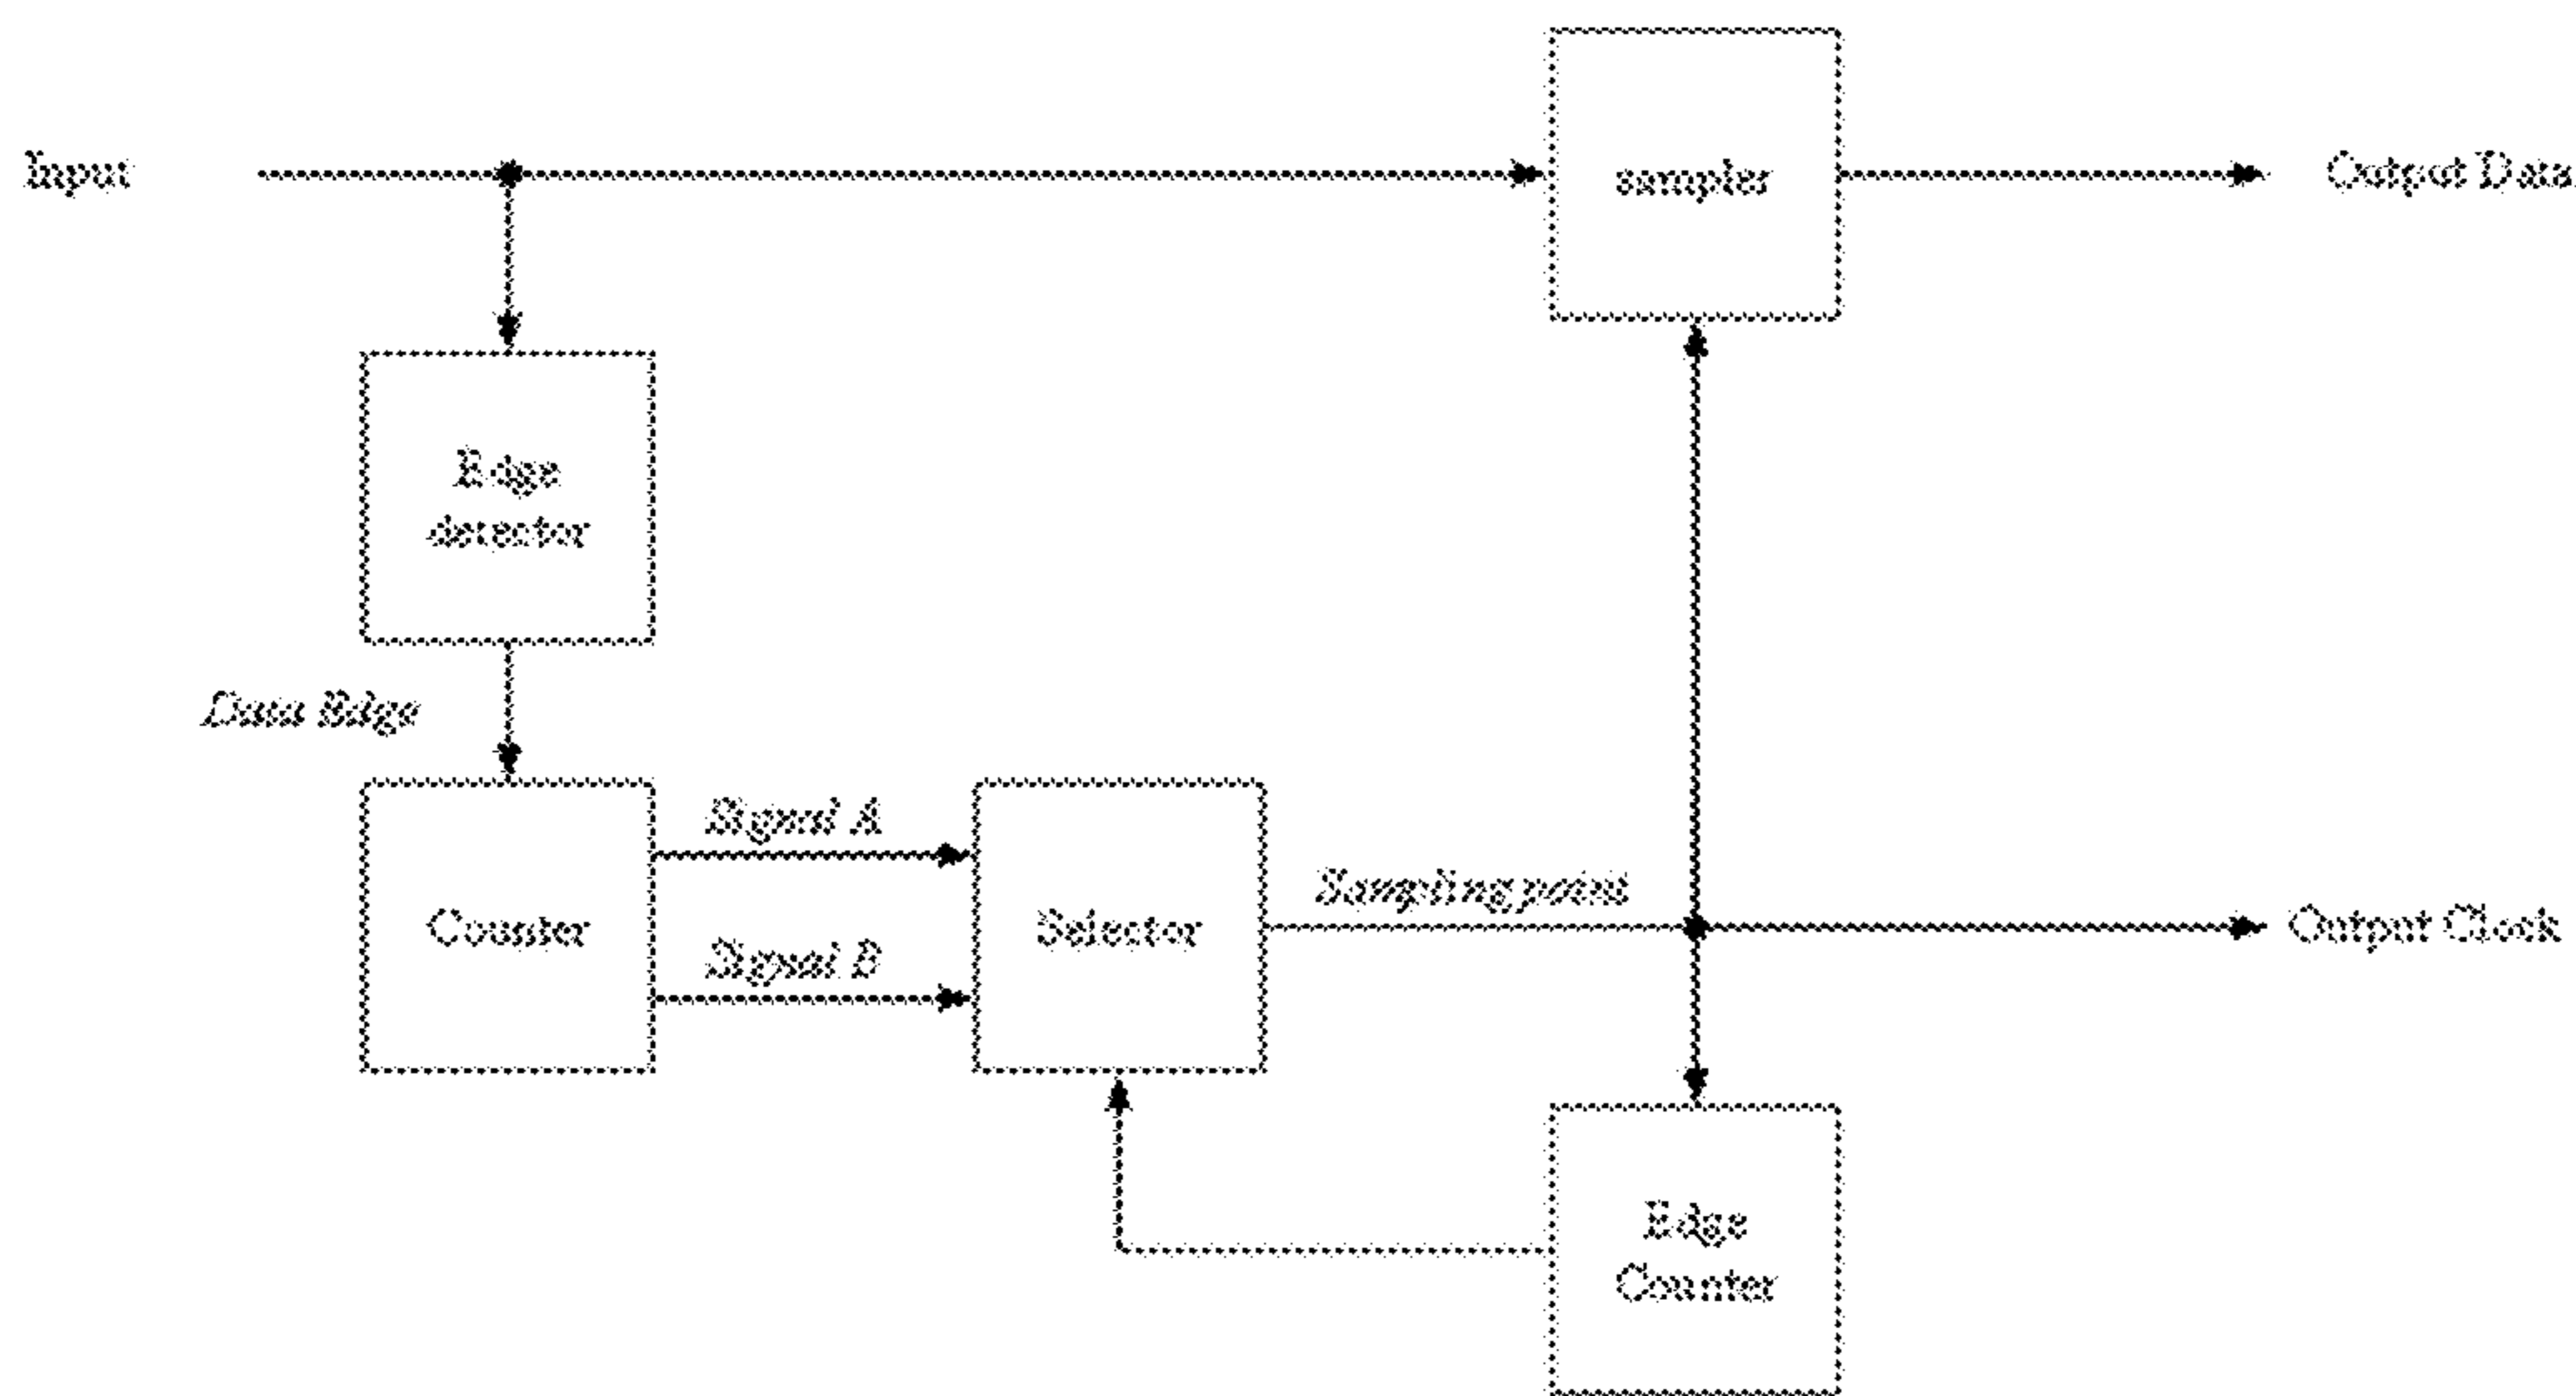 Input
sampler
Output Data
Edge
detector
Data Edge
Counter
Signal A
Signal B
Selector
Sampling point
Output Clock
Edge
Counter